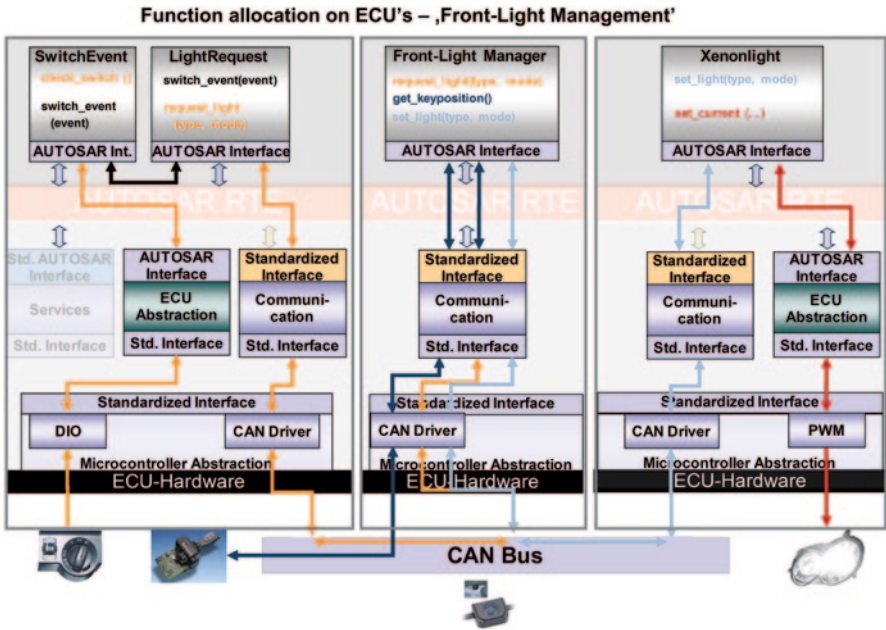 Function allocation on ECU's – ‚Front-Light Management'
SwitchEvent
check_switch ()
switch_event
(event)
AUTOSAR Int.
LightRequest
switch_event(event)
request_light
(type, mode)
AUTOSAR Interface
Front-Light Manager
request_light(type, mode)
get_keyposition()
set_light(type, mode)
AUTOSAR Interface
Xenonlight
set_light(type, mode)
set_current (...)
AUTOSAR Interface
AUTOSAR RTE
AUTOSAR RTE
AUTOSAR RTE
Std. AUTOSAR
Interface
Services
Std. Interface
AUTOSAR
Interface
ECU
Abstraction
Std. Interface
Standardized
Interface
Communi-
cation
Std. Interface
Standardized
Interface
Communi-
cation
Std. Interface
Standardized
Interface
Communi-
cation
Std. Interface
AUTOSAR
Interface
ECU
Abstraction
Std. Interface
Standardized Interface
DIO
CAN Driver
Microcontroller Abstraction
ECU-Hardware
Standardized Interface
CAN Driver
Microcontroller Abstraction
ECU-Hardware
Standardized Interface
CAN Driver
PWM
Microcontroller Abstraction
ECU-Hardware
CAN Bus